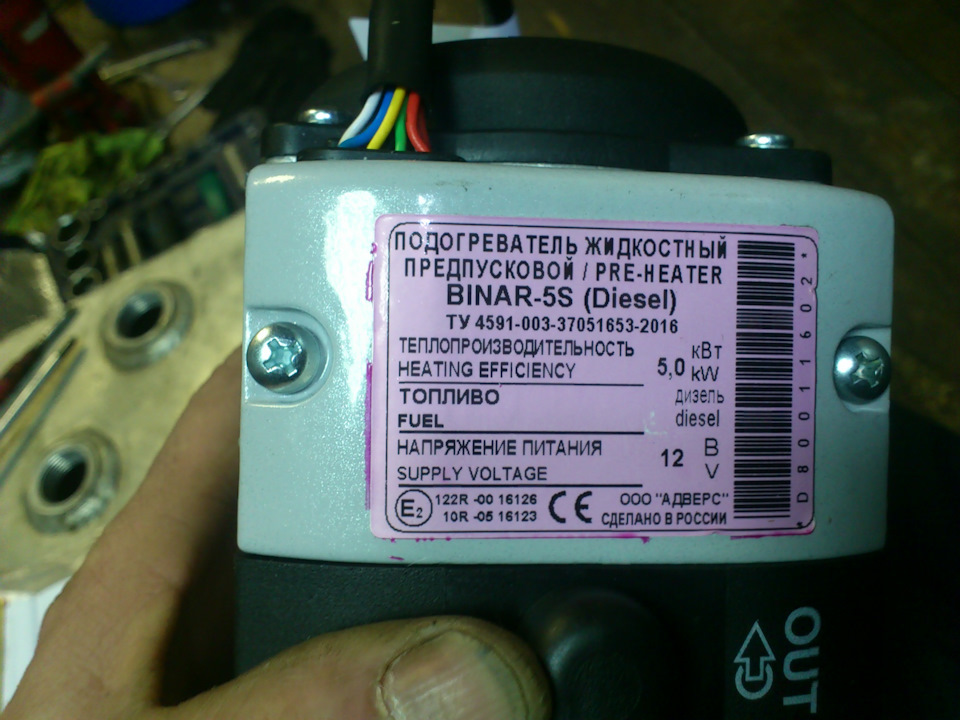 ПОДОГРЕВАТЕЛЬ ЖИДКОСТНЫЙ
ПРЕДПУСКОВОЙ / PRE-HEATER
BINAR-5S (Diesel)
ТУ 4591-003-37051653-2016
ТЕПЛОПРОИЗВОДИТЕЛЬНОСТЬ
HEATING EFFICIENCY
5,0 кВт
kW
ТОПЛИВО
FUEL
дизель
diesel
НАПРЯЖЕНИЕ ПИТАНИЯ
SUPPLY VOLTAGE
12 В
V
E2 122R -00 16126
10R -05 16123
CE
ООО "АДВЕРС"
СДЕЛАНО В РОССИИ
*D80011602*
OUT